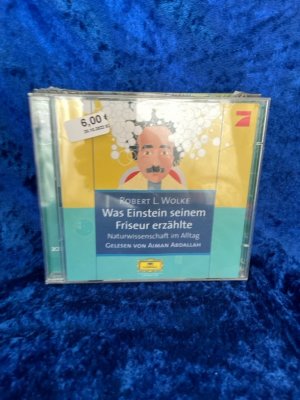 6,00 €
ROBERT L. WOLKE
Was Einstein seinem
Friseur erzählte
Naturwissenschaft im Alltag
GELESEN VON AIMAN ABDALLAH